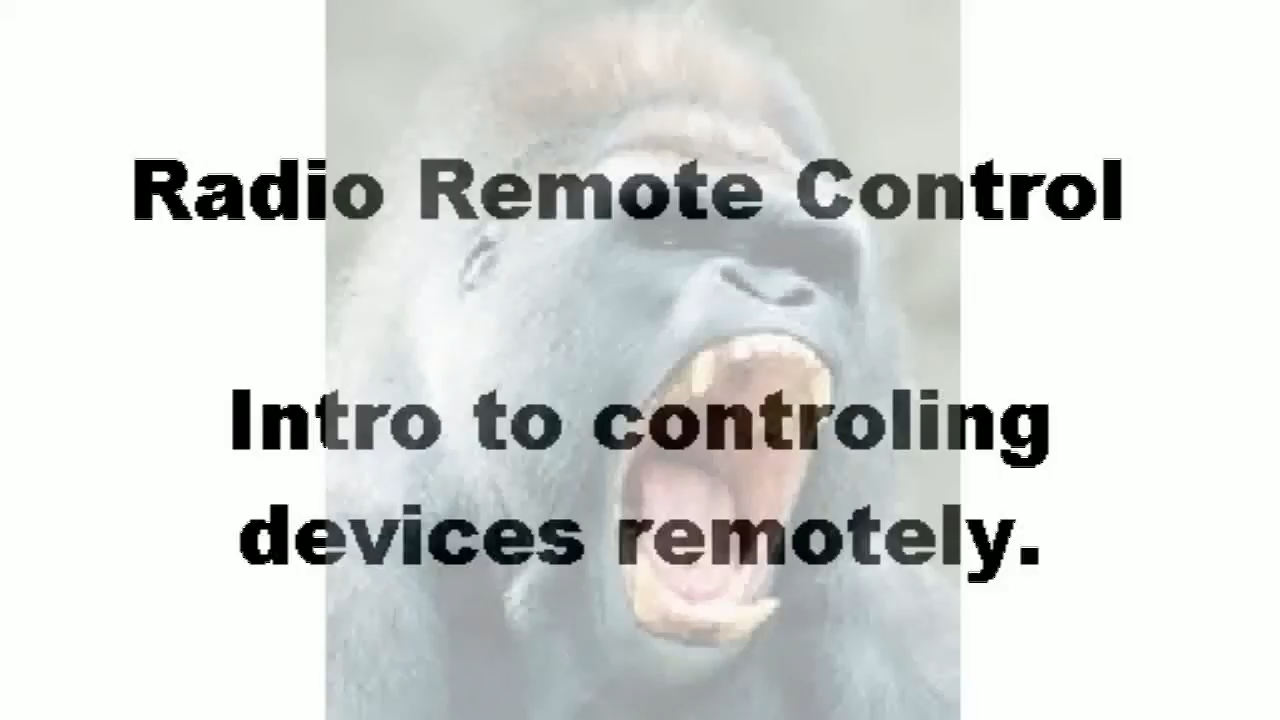 Radio Remote Control
Intro to controling
devices remotely.